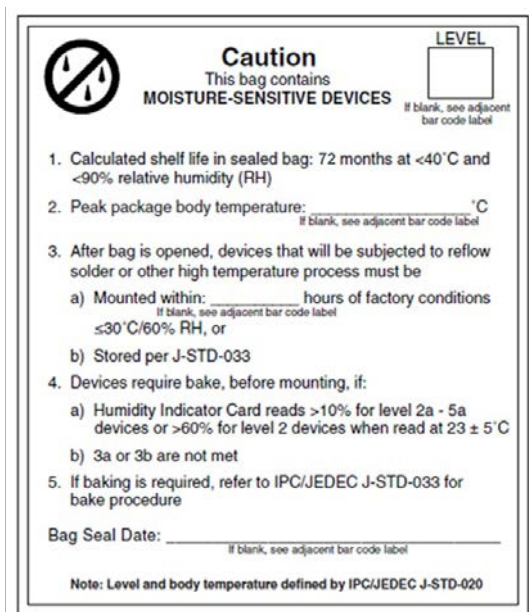 LEVEL
Caution
This bag contains
MOISTURE-SENSITIVE DEVICES
If blank, see adjacent
bar code label
1. Calculated shelf life in sealed bag: 72 months at <40˚C and
<90% relative humidity (RH)
2. Peak package body temperature: ____________________˚C
If blank, see adjacent bar code label
3. After bag is opened, devices that will be subjected to reflow
solder or other high temperature process must be
a) Mounted within: ___________ hours of factory conditions
If blank, see adjacent bar code label
≤30˚C/60% RH, or
b) Stored per J-STD-033
4. Devices require bake, before mounting, if:
a) Humidity Indicator Card reads >10% for level 2a - 5a
devices or >60% for level 2 devices when read at 23 ± 5˚C
b) 3a or 3b are not met
5. If baking is required, refer to IPC/JEDEC J-STD-033 for
bake procedure
Bag Seal Date: ________________________________________
If blank, see adjacent bar code label
Note: Level and body temperature defined by IPC/JEDEC J-STD-020